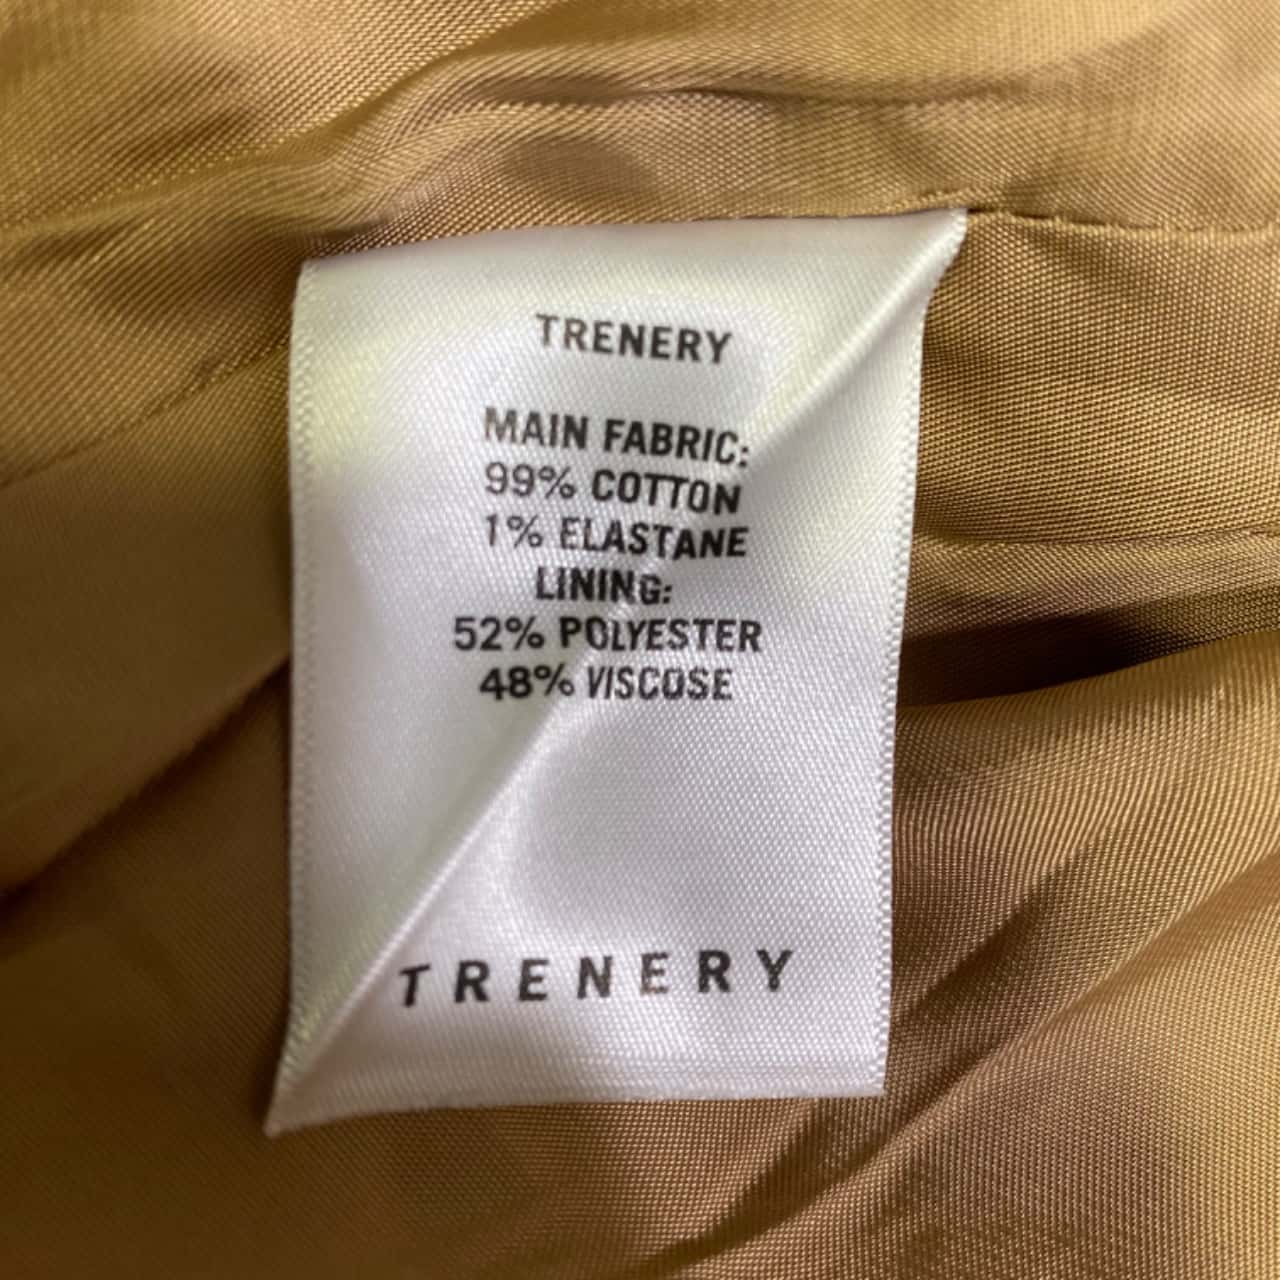 TRENERY
MAIN FABRIC:
99% COTTON
1% ELASTANE
LINING:
52% POLYESTER
48% VISCOSE
TRENERY